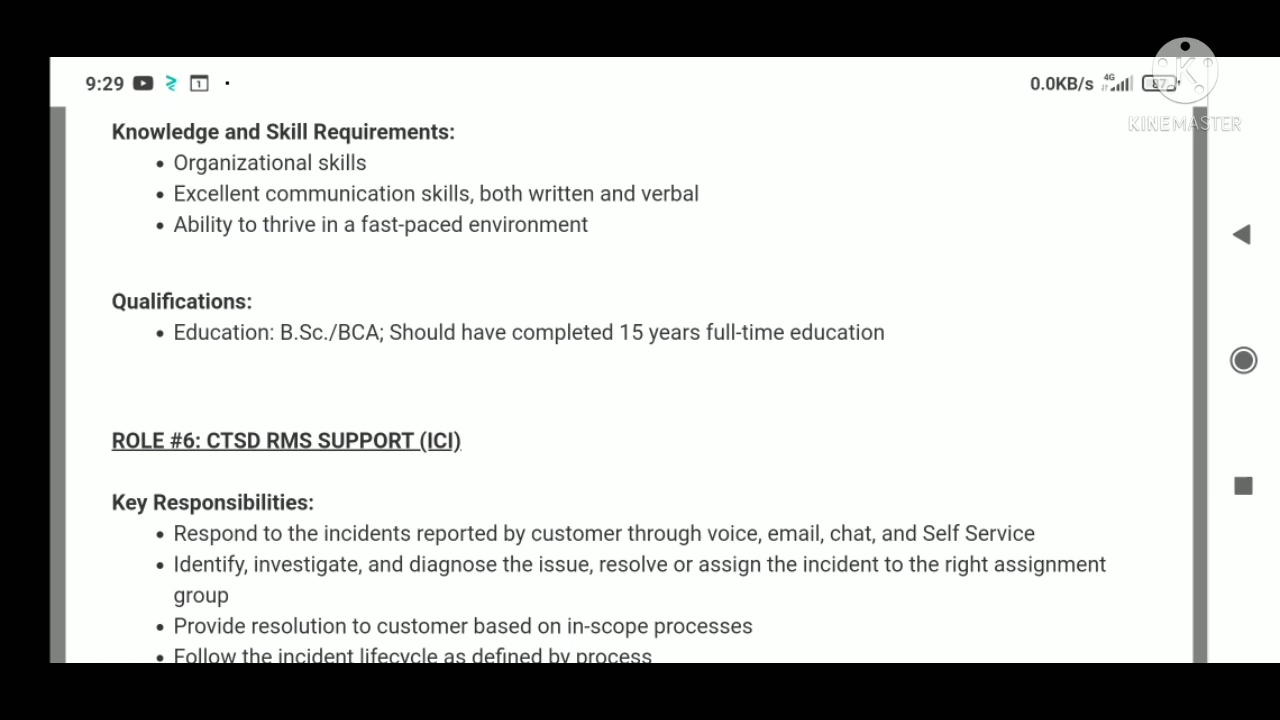 9:29
0.0KB/s 4G 87
KINEMASTER
Knowledge and Skill Requirements:
• Organizational skills
• Excellent communication skills, both written and verbal
• Ability to thrive in a fast-paced environment
Qualifications:
• Education: B.Sc./BCA; Should have completed 15 years full-time education
ROLE #6: CTSD RMS SUPPORT (ICI)
Key Responsibilities:
• Respond to the incidents reported by customer through voice, email, chat, and Self Service
• Identify, investigate, and diagnose the issue, resolve or assign the incident to the right assignment
group
• Provide resolution to customer based on in-scope processes
• Follow the incident lifecycle as defined by process